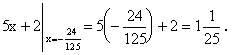 5x + 2|ₓ₌₋₂₄/₁₂₅ = 5(−24/125) + 2 = 1 1/25.